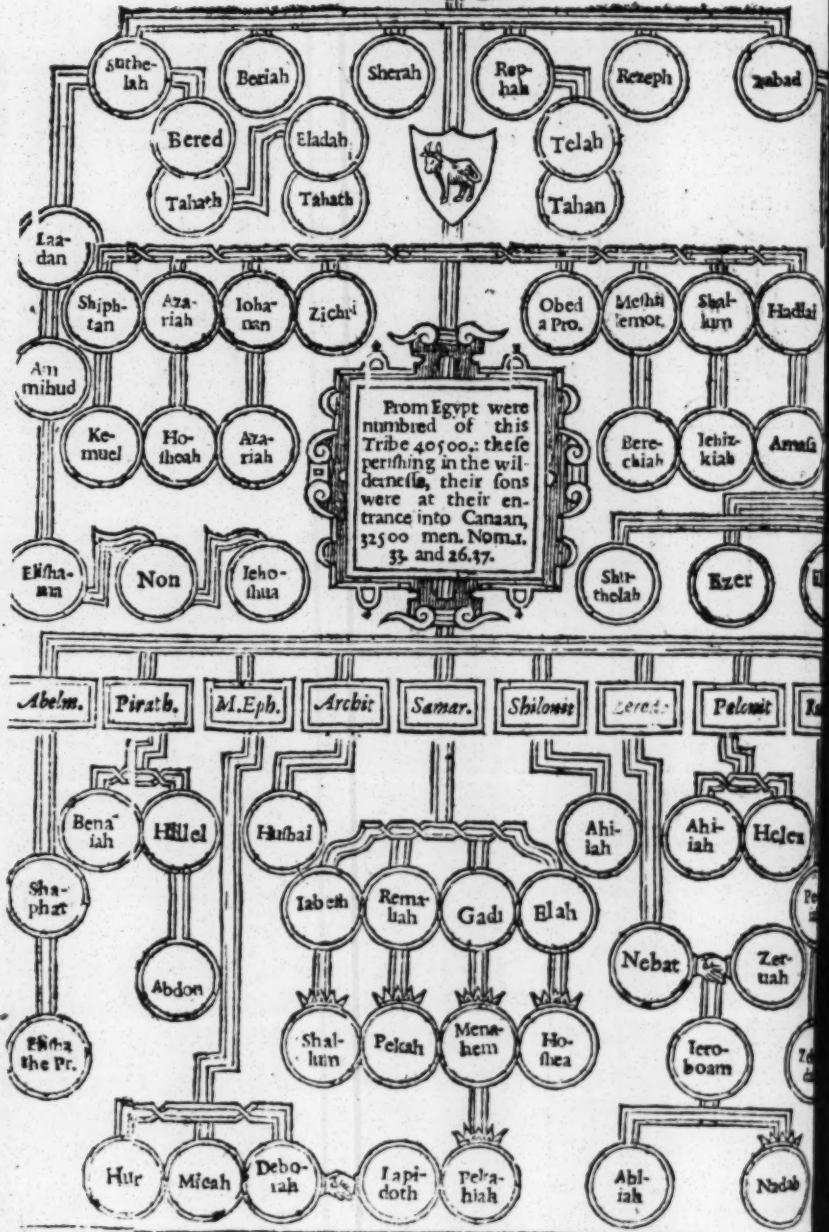 Suthe-
lah
Beriah
Sherah
Rep-
hah
Rezeph
Zabad
Bered
Eladah
Telah
Tahath
Tahath
Tahan
Laa-
dan
Shiph-
tan
Aza-
riah
Ioha-
nan
Zichri
Obed
a Pro.
Meshil
lemot.
Shal-
lum
Hadlai
Am
mihud
Ke-
muel
Ho-
sheah
Aza-
riah
From Egypt were
numbred of this
Tribe 40500.: these
perishing in the wil-
dernesse, their sons
were at their en-
trance into Canaan,
32500 men. Nom.1.
33. and 26.37.
Bere-
chiah
Iehiz-
kiah
Amasa
Elisha-
ma
Non
Ieho-
shua
Shu-
thelah
Ezer
Abelm.
Pirath.
M.Eph.
Archit
Samar.
Shilonit
Zereda
Pelonit
Bena-
iah
Hillel
Hushai
Ahi-
iah
Ahi-
iah
Helez
Sha-
phat
Iabesh
Rema-
liah
Gadi
Elah
Abdon
Nebat
Zer-
uah
Elisha
the Pr.
Shal-
lum
Pekah
Mena-
hem
Ho-
shea
Iero-
boam
Hur
Micah
Debo-
rah
Lapi-
doth
Peka-
hiah
Abi-
iah
Nadab